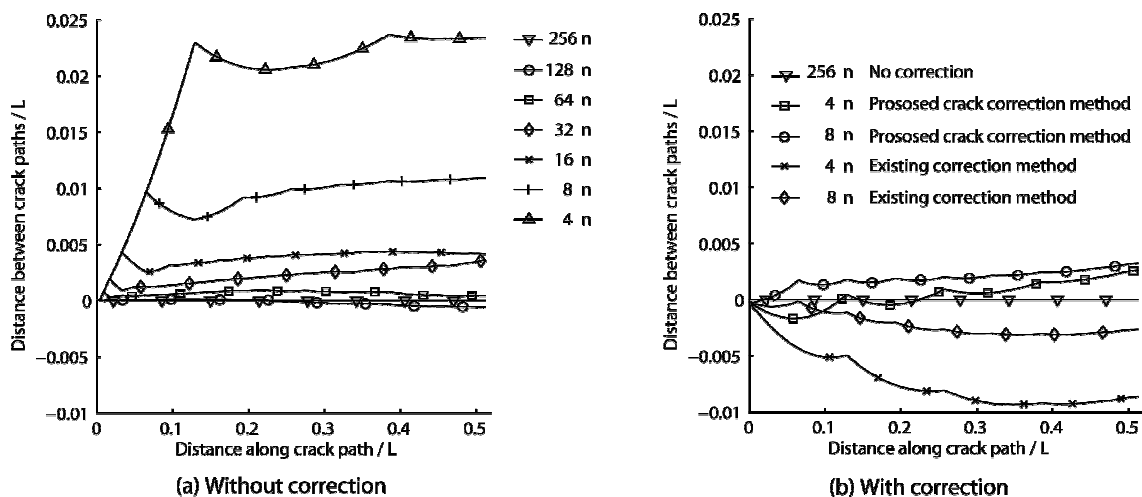 Distance between crack paths / L
0.025
0.02
0.015
0.01
0.005
0
−0.005
−0.01
0
0.1
0.2
0.3
0.4
0.5
Distance along crack path / L
256 n
128 n
64 n
32 n
16 n
8 n
4 n
(a) Without correction
Distance between crack paths / L
0.025
0.02
0.015
0.01
0.005
0
−0.005
−0.01
0
0.1
0.2
0.3
0.4
0.5
Distance along crack path / L
256 n No correction
4 n Prososed crack correction method
8 n Prososed crack correction method
4 n Existing correction method
8 n Existing correction method
(b) With correction